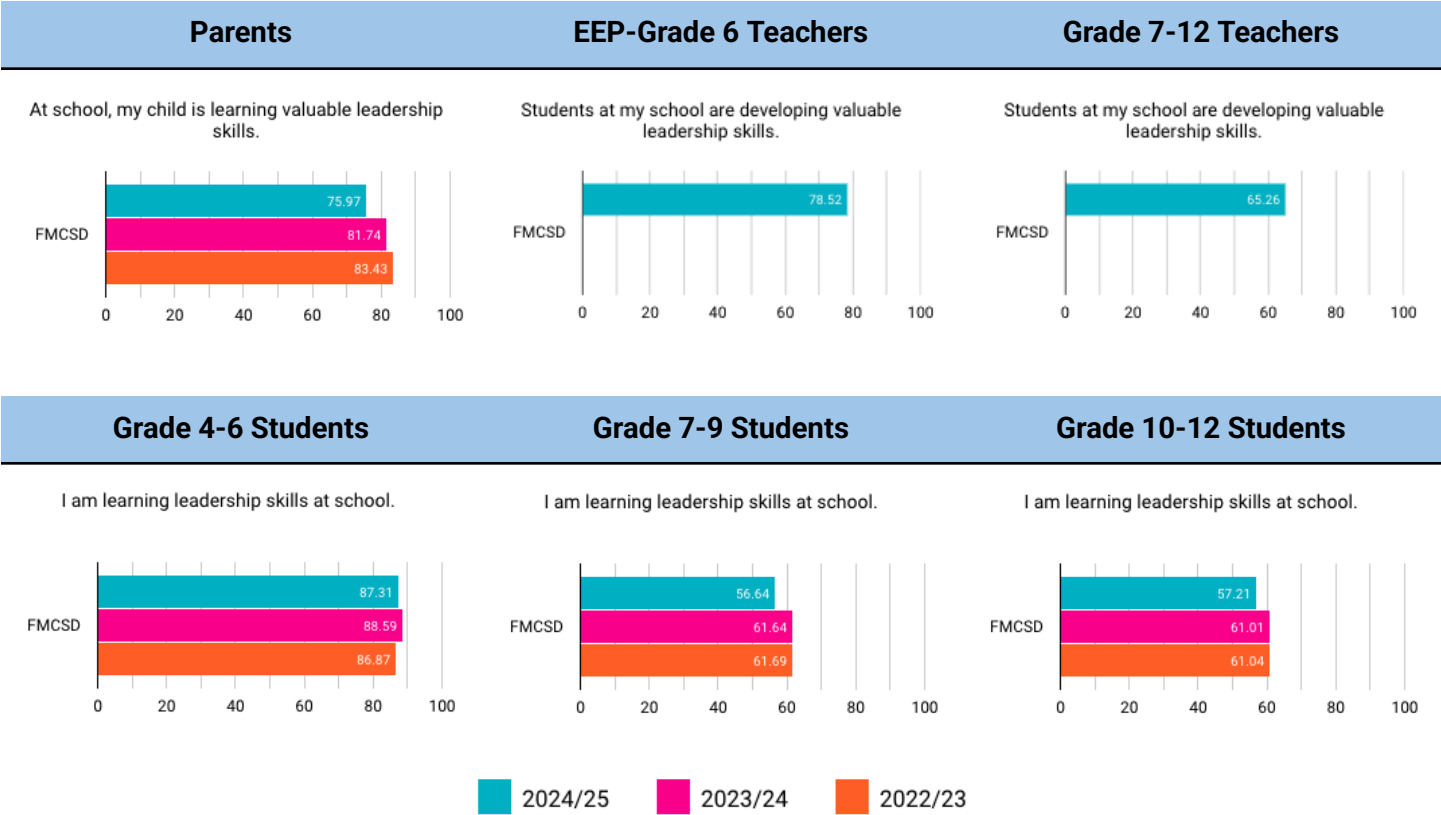 Parents
EEP-Grade 6 Teachers
Grade 7-12 Teachers
At school, my child is learning valuable leadership
skills.
75.97
81.74
83.43
FMCSD
0 20 40 60 80 100
Students at my school are developing valuable
leadership skills.
78.52
FMCSD
0 20 40 60 80 100
Students at my school are developing valuable
leadership skills.
65.26
FMCSD
0 20 40 60 80 100
Grade 4-6 Students
Grade 7-9 Students
Grade 10-12 Students
I am learning leadership skills at school.
87.31
88.59
86.87
FMCSD
0 20 40 60 80 100
I am learning leadership skills at school.
56.64
61.64
61.69
FMCSD
0 20 40 60 80 100
I am learning leadership skills at school.
57.21
61.01
61.04
FMCSD
0 20 40 60 80 100
2024/25 2023/24 2022/23